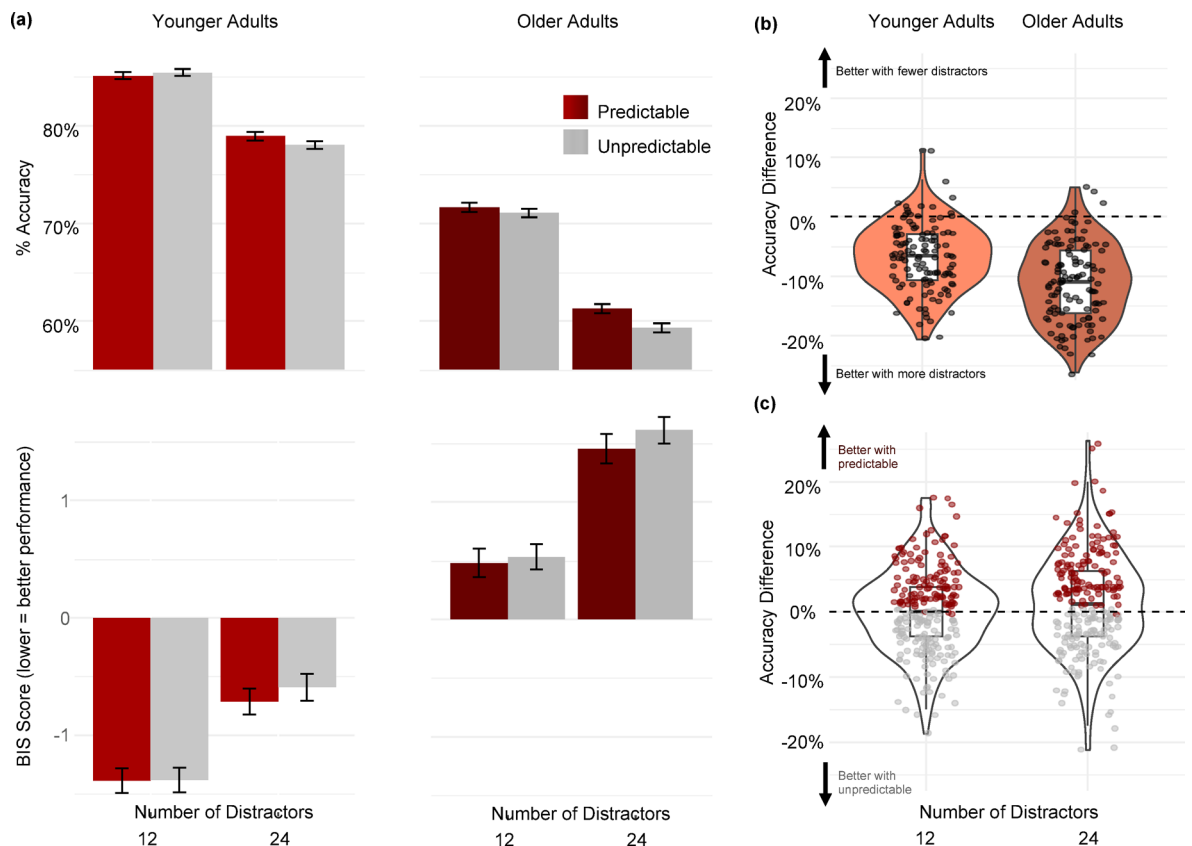 (a)
Younger Adults
Older Adults
% Accuracy
80%
70%
60%
Predictable
Unpredictable
BIS Score (lower = better performance)
1
0
-1
Number of Distractors
12
24
Number of Distractors
12
24
(b)
Younger Adults
Older Adults
Better with fewer distractors
Accuracy Difference
20%
10%
0%
-10%
-20%
Better with more distractors
(c)
Better with
predictable
Accuracy Difference
20%
10%
0%
-10%
-20%
Better with
unpredictable
Number of Distractors
12
24